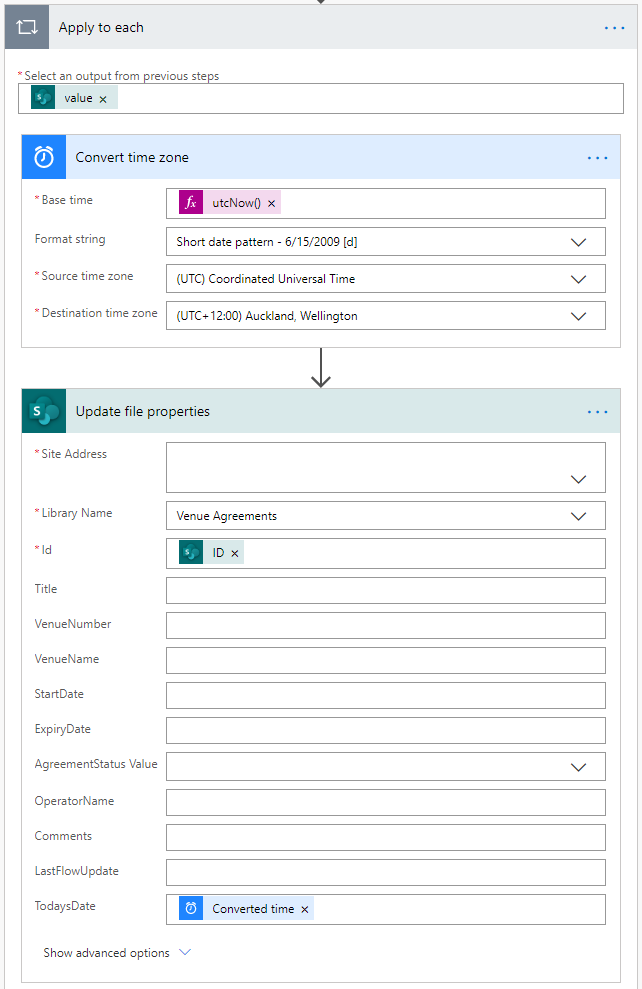 Apply to each
...
* Select an output from previous steps
value ×
Convert time zone
...
* Base time
fx utcNow() ×
Format string
Short date pattern - 6/15/2009 [d]
* Source time zone
(UTC) Coordinated Universal Time
* Destination time zone
(UTC+12:00) Auckland, Wellington
S Update file properties
...
* Site Address
* Library Name
Venue Agreements
* Id
ID ×
Title
VenueNumber
VenueName
StartDate
ExpiryDate
AgreementStatus Value
OperatorName
Comments
LastFlowUpdate
TodaysDate
Converted time ×
Show advanced options